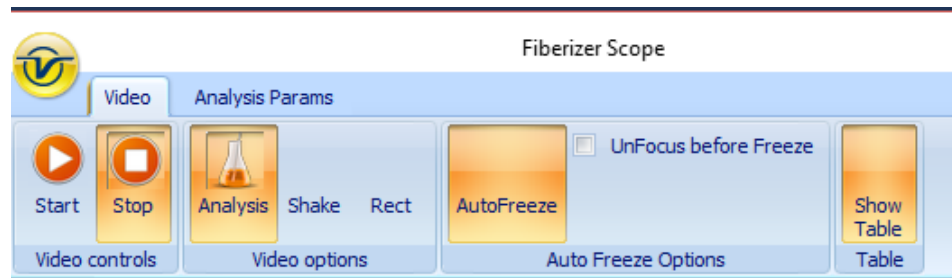 Fiberizer Scope
Video Analysis Params
UnFocus before Freeze
Start Stop Analysis Shake Rect AutoFreeze Show
Table
Video controls Video options Auto Freeze Options Table